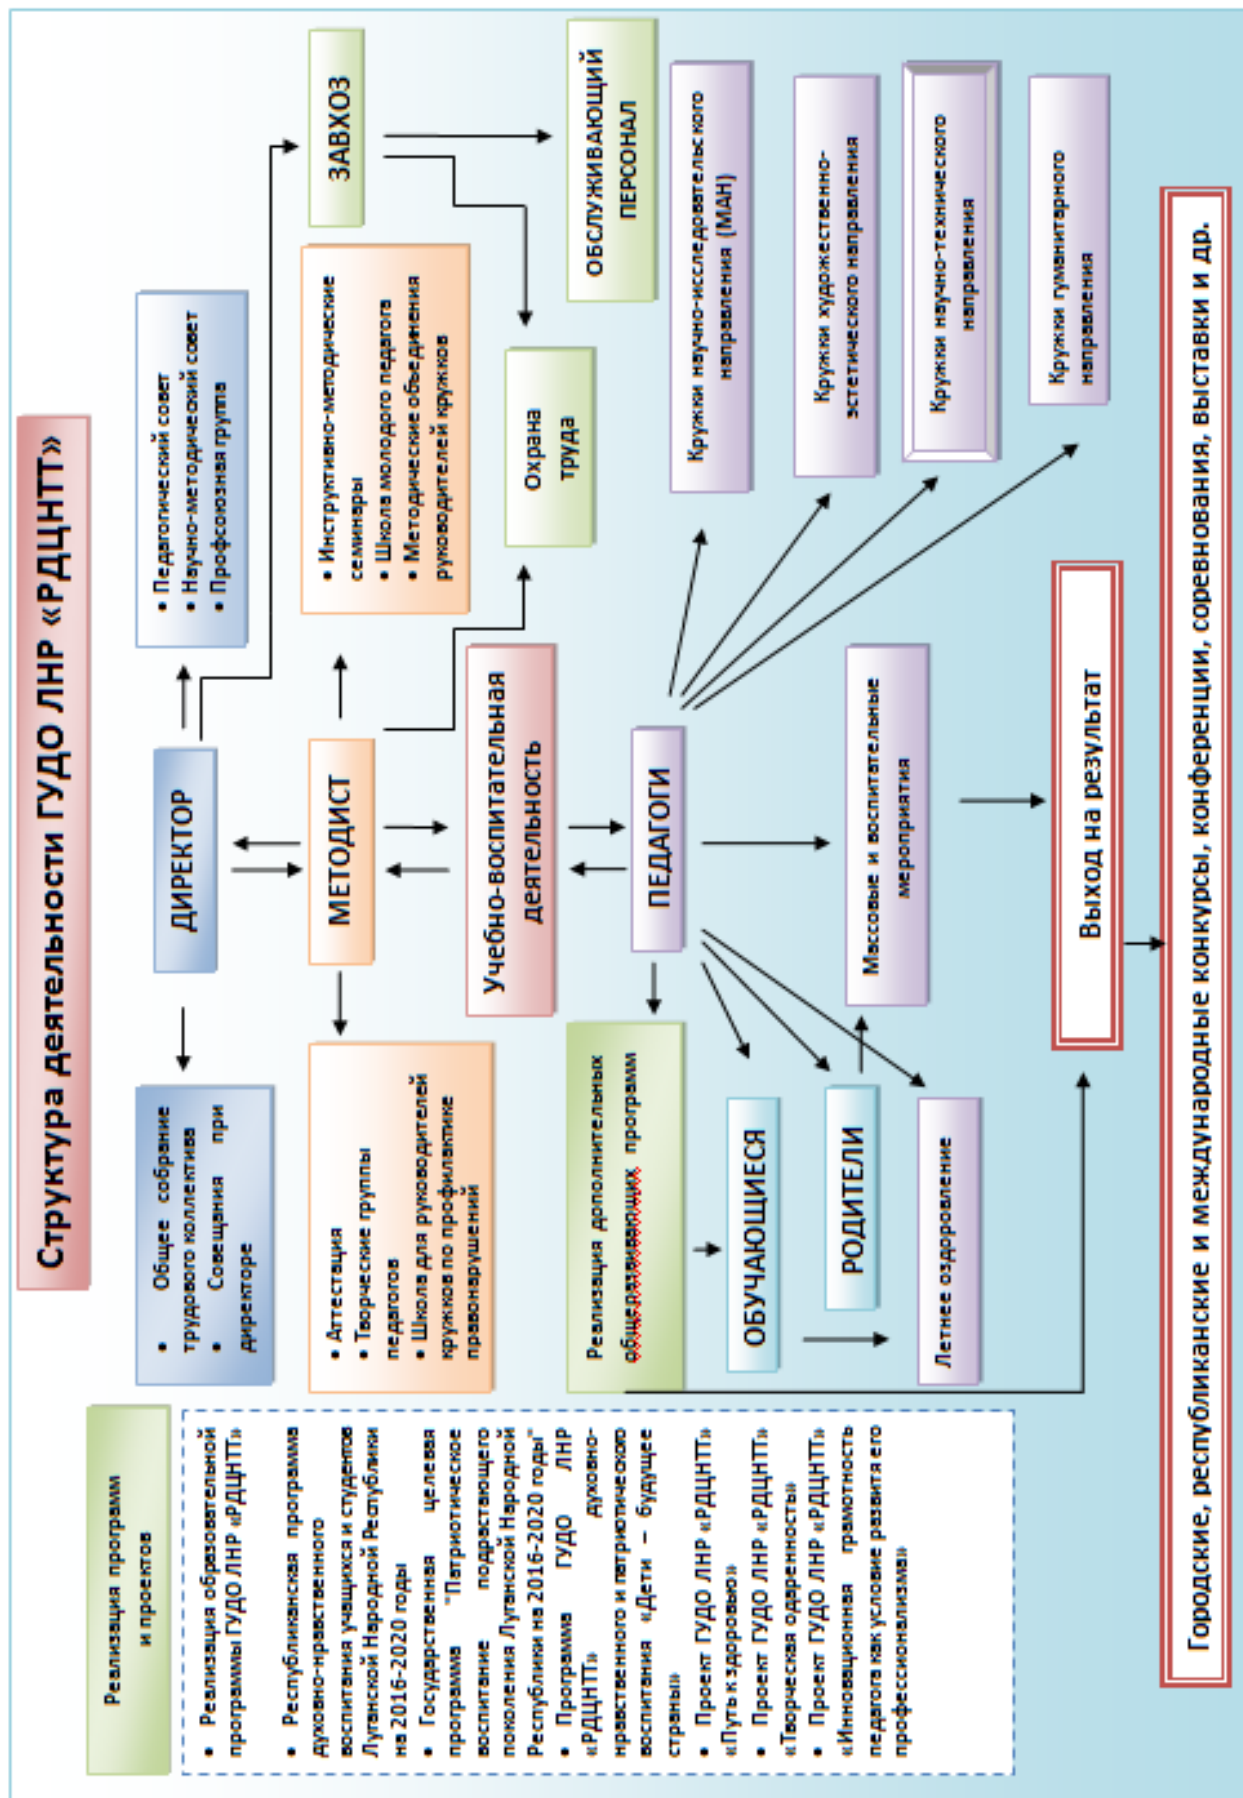 Структура деятельности ГУДО ЛНР «РДЦНТТ»
Реализация программ
и проектов
• Реализация образовательной
программы ГУДО ЛНР «РДЦНТТ»
• Республиканская программа
духовно-нравственного
воспитания учащихся и студентов
Луганской Народной Республики
на 2016-2020 годы
• Государственная целевая
программа "Патриотическое
воспитание подрастающего
поколения Луганской Народной
Республики на 2016-2020 годы"
• Программа ГУДО ЛНР
«РДЦНТТ» духовно-
нравственного и патриотического
воспитания «Дети – будущее
страны»
• Проект ГУДО ЛНР «РДЦНТТ»
«Путь к здоровью»
• Проект ГУДО ЛНР «РДЦНТТ»
«Творческая одаренность»
• Проект ГУДО ЛНР «РДЦНТТ»
«Инновационная грамотность
педагога как условие развития его
профессионализма»
• Общее собрание
трудового коллектива
• Совещания при
директоре
ДИРЕКТОР
• Педагогический совет
• Научно-методический совет
• Профсоюзная група
• Аттестация
• Творческие группы
педагогов
• Школа для руководителей
кружков по профилактике
правонарушений
МЕТОДИСТ
• Инструктивно-методические
семинары
• Школа молодого педагога
• Методические объединения
руководителей кружков
ЗАВХОЗ
Учебно-воспитательная
деятельность
Охрана
труда
ОБСЛУЖИВАЮЩИЙ
ПЕРСОНАЛ
Реализация дополнительных
общеразвивающих программ
ПЕДАГОГИ
Кружки научно-исследовательского
направления (МАН)
ОБУЧАЮЩИЕСЯ
Кружки художественно-
эстетического направления
РОДИТЕЛИ
Массовые и воспитательные
мероприятия
Кружки научно-технического
направления
Летнее оздоровление
Кружки гуманитарного
направления
Выход на результат
Городские, республиканские и международные конкурсы, конференции, соревнования, выставки и др.